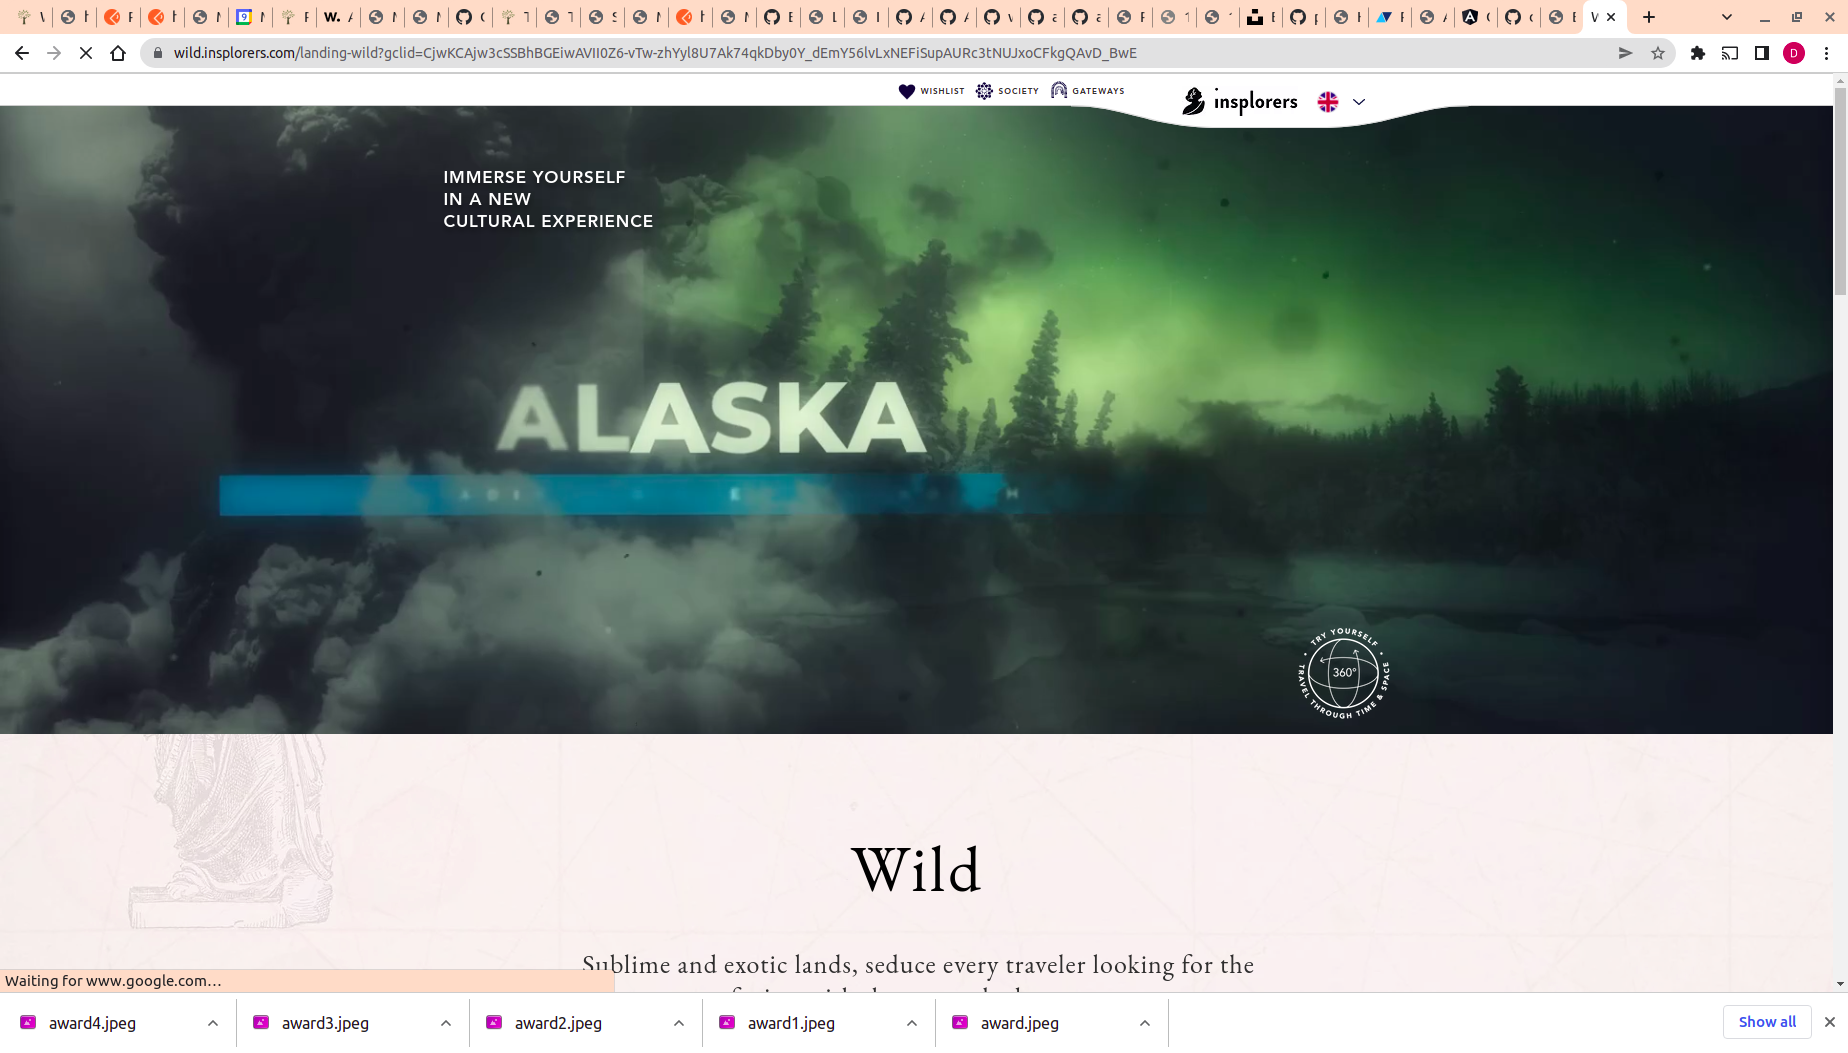 wild.insplorers.com/landing-wild?gclid=CjwKCAjw3cSSBhBGEiwAVII0Z6-vTw-zhYyl8U7Ak74qkDby0Y_dEmY56lvLxNEFiSupAURc3tNUJxoCFkgQAvD_BwE
D
WISHLIST SOCIETY GATEWAYS insplorers
IMMERSE YOURSELF
IN A NEW
CULTURAL EXPERIENCE
ALASKA
TRY YOURSELF
360°
TRAVEL THROUGH TIME & SPACE
Wild
Sublime and exotic lands, seduce every traveler looking for the
Waiting for www.google.com...
award4.jpeg award3.jpeg award2.jpeg award1.jpeg award.jpeg Show all